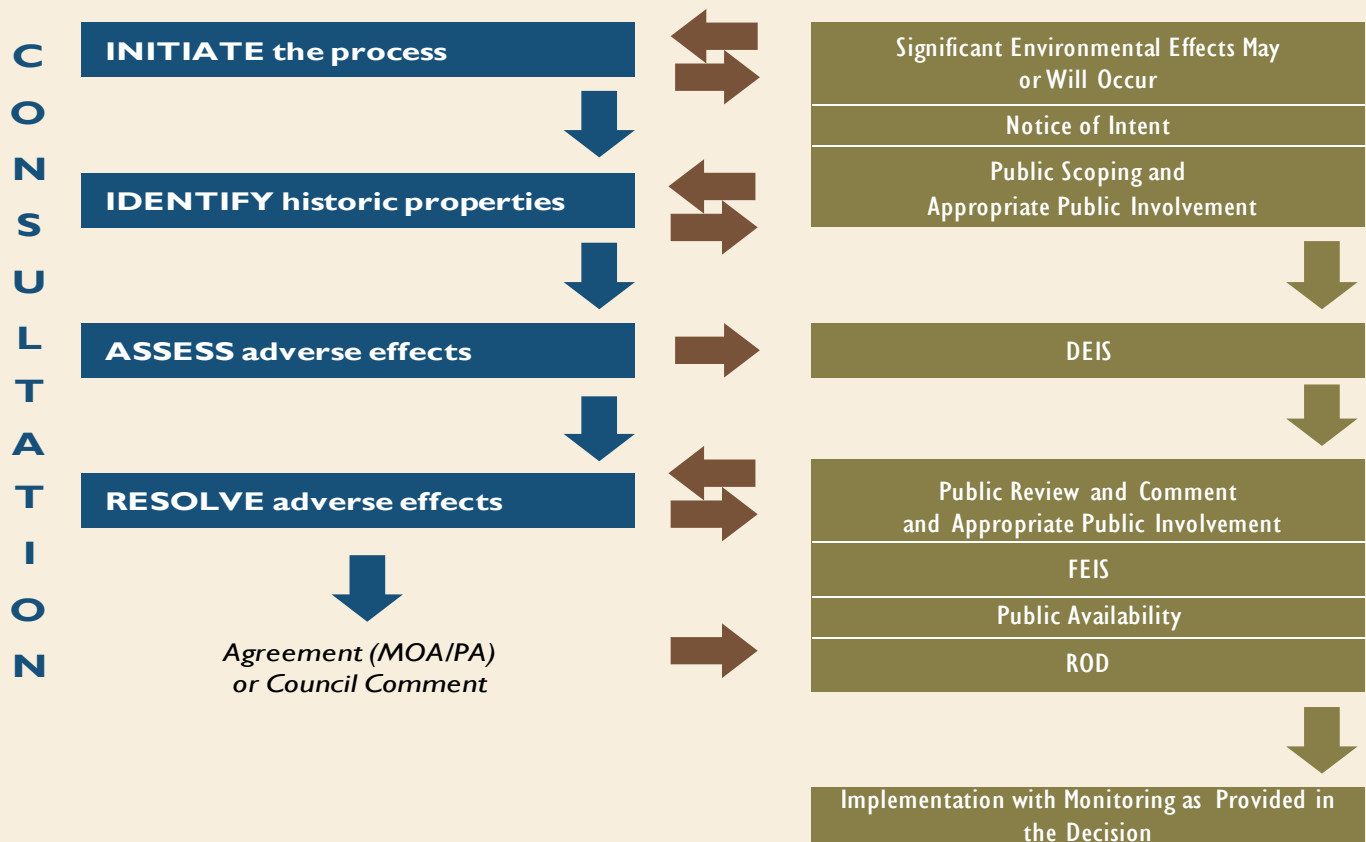 CONSULTATION
INITIATE the process
IDENTIFY historic properties
ASSESS adverse effects
RESOLVE adverse effects
Agreement (MOA/PA)
or Council Comment
Significant Environmental Effects May
or Will Occur
Notice of Intent
Public Scoping and
Appropriate Public Involvement
DEIS
Public Review and Comment
and Appropriate Public Involvement
FEIS
Public Availability
ROD
Implementation with Monitoring as Provided in
the Decision